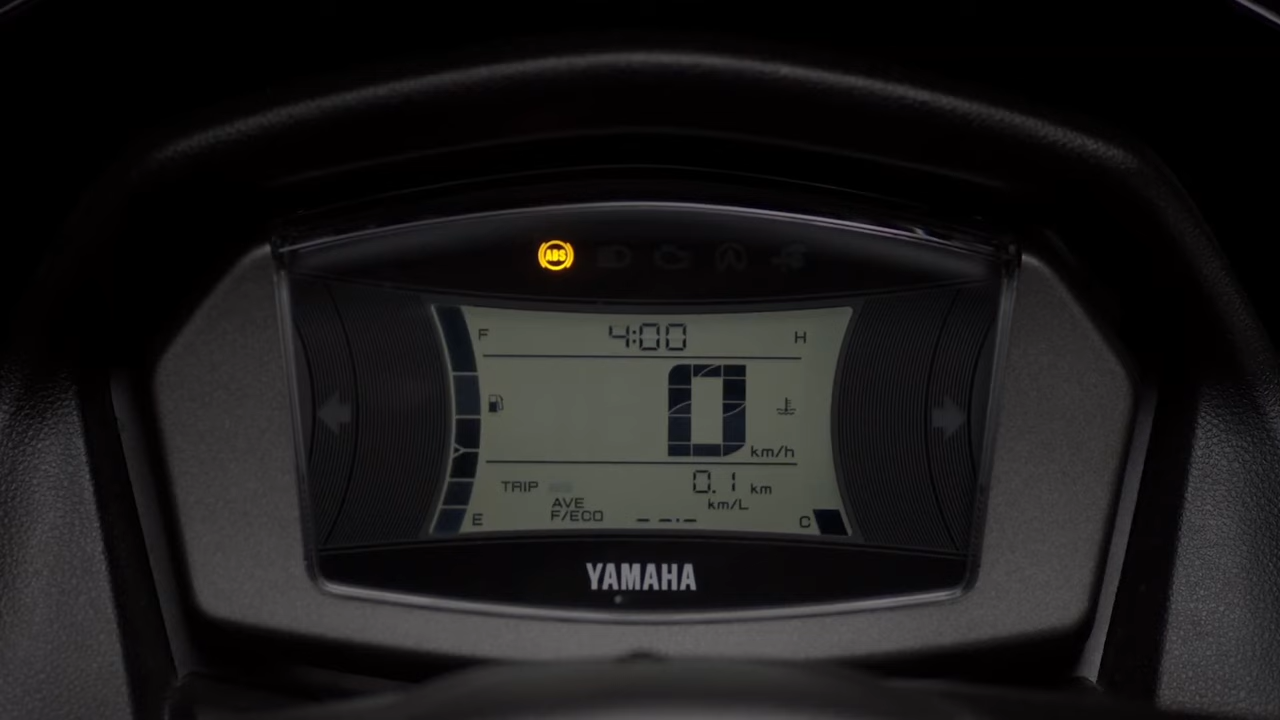 ABS
F 4:00 H
0 km/h
TRIP 0.1 km
AVE km/L
F/ECO --.-
E C
YAMAHA